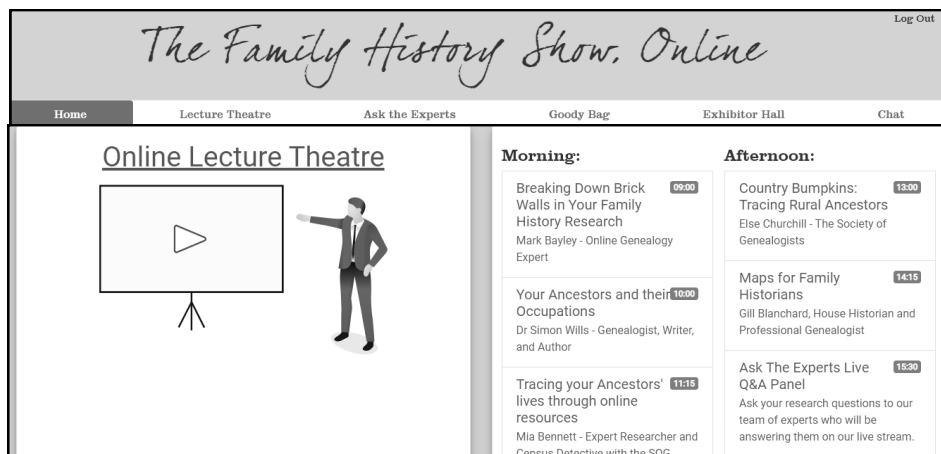 The Family History Show, Online
Log Out
Home
Lecture Theatre
Ask the Experts
Goody Bag
Exhibitor Hall
Chat
Online Lecture Theatre
Morning:
Breaking Down Brick
09:00
Walls in Your Family
History Research
Mark Bayley - Online Genealogy
Expert
Your Ancestors and their
10:00
Occupations
Dr Simon Wills - Genealogist, Writer,
and Author
Tracing your Ancestors'
11:15
lives through online
resources
Mia Bennett - Expert Researcher and
Census Detective with the SOG
Afternoon:
Country Bumpkins:
13:00
Tracing Rural Ancestors
Else Churchill - The Society of
Genealogists
Maps for Family
14:15
Historians
Gill Blanchard, House Historian and
Professional Genealogist
Ask The Experts Live
15:30
Q&A Panel
Ask your research questions to our
team of experts who will be
answering them on our live stream.